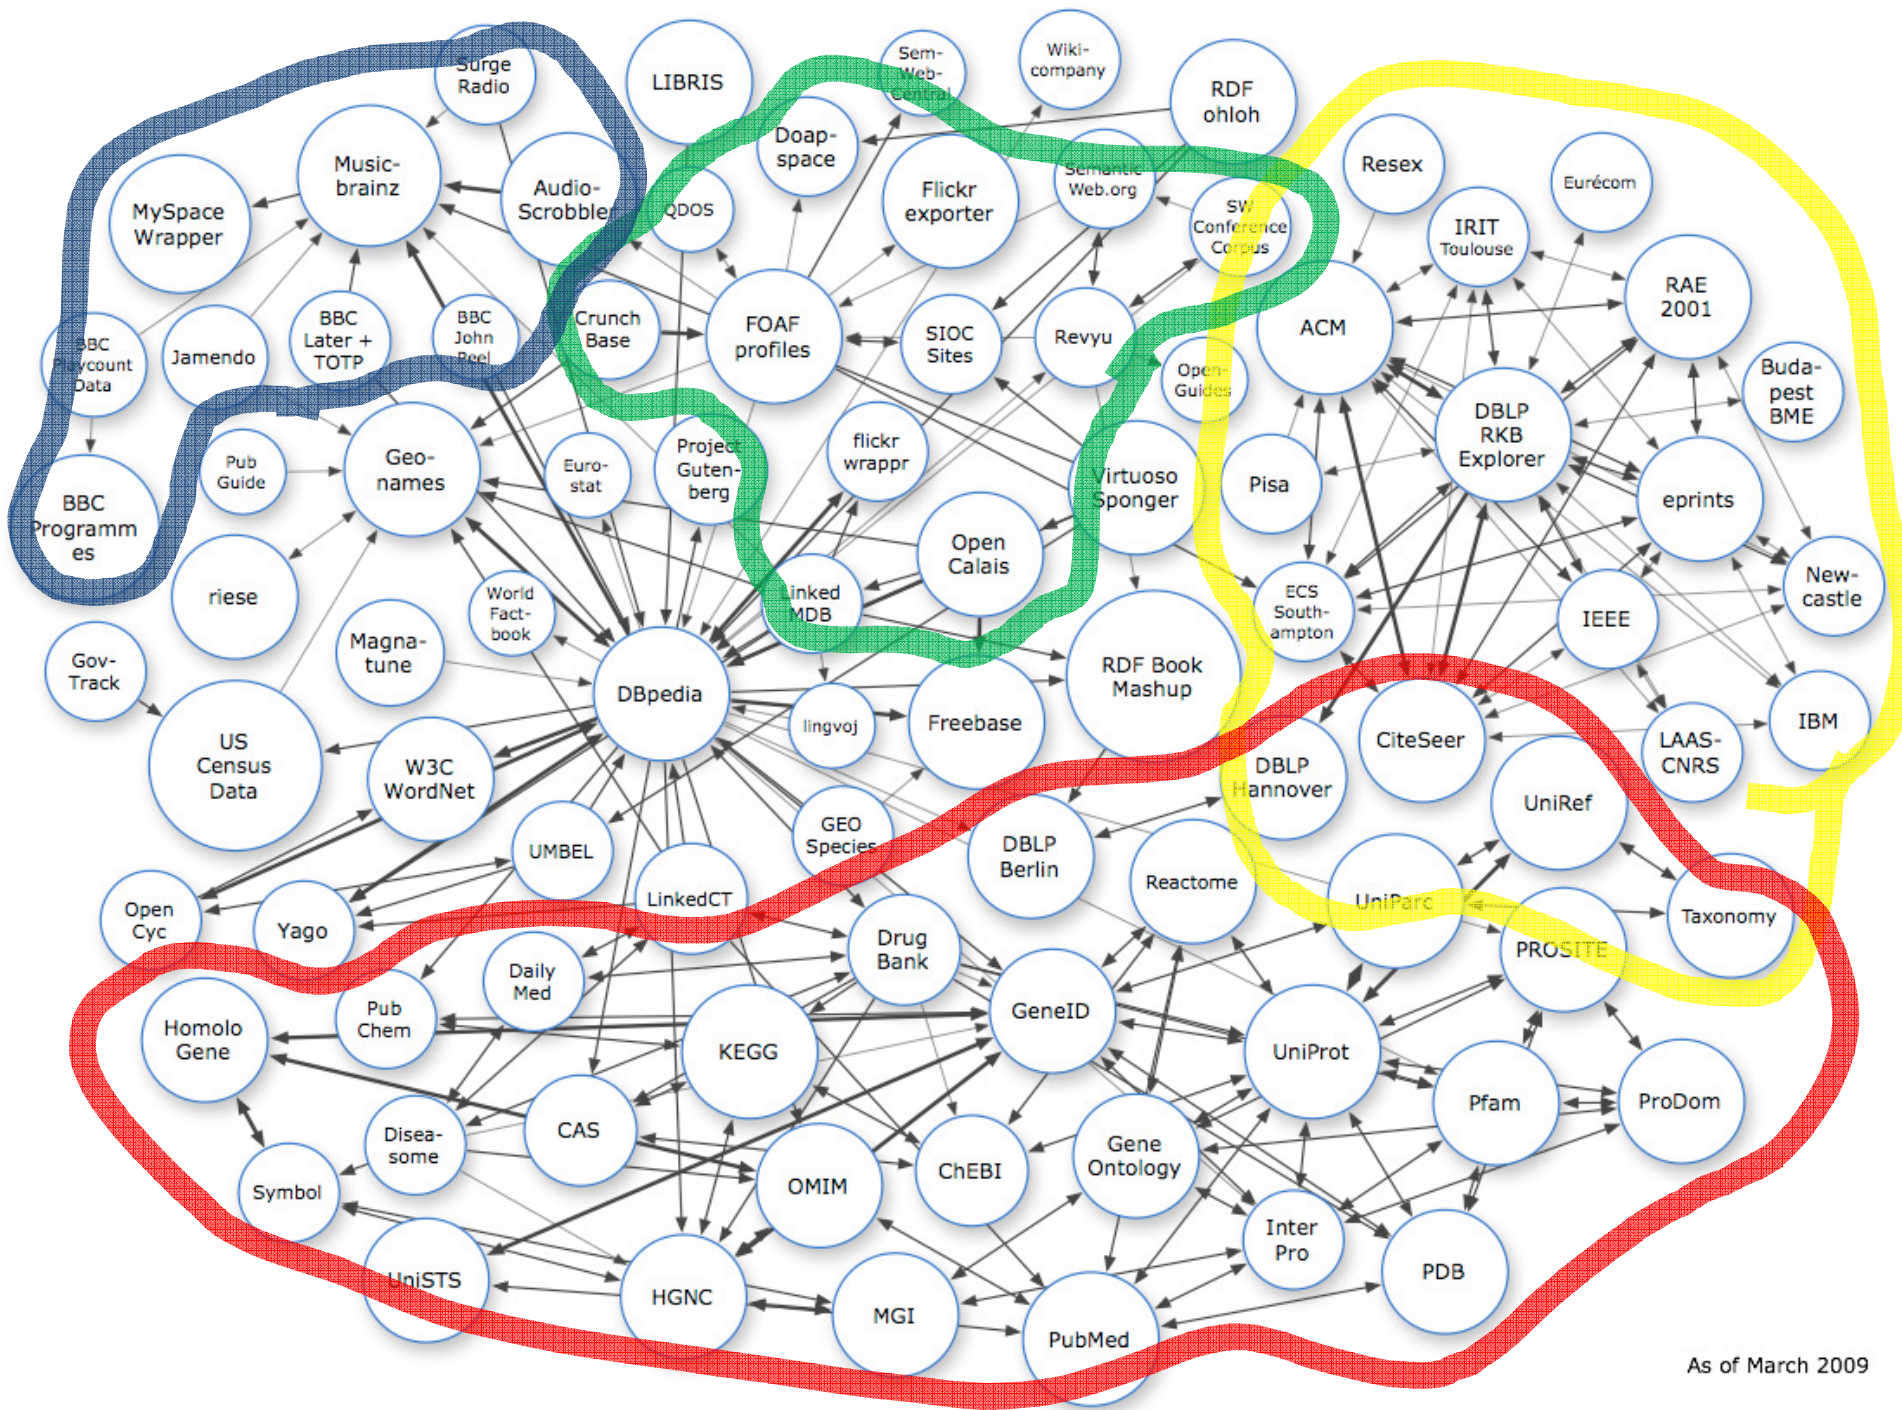 Surge
Radio
LIBRIS
Sem-
Web-
Central
Wiki-
company
RDF
ohloh
Music-
brainz
Doap-
space
Resex
Eurécom
MySpace
Wrapper
Audio-
Scrobbler
QDOS
Flickr
exporter
Semantic
Web.org
SW
Conference
Corpus
IRIT
Toulouse
RAE
2001
BBC
Playcount
Data
Jamendo
BBC
Later +
TOTP
BBC
John
Peel
Crunch
Base
FOAF
profiles
SIOC
Sites
Revyu
Open-
Guides
ACM
DBLP
RKB
Explorer
Buda-
pest
BME
BBC
Programm
es
Pub
Guide
Geo-
names
Euro-
stat
Project
Guten-
berg
flickr
wrappr
Virtuoso
Sponger
Pisa
eprints
riese
World
Fact-
book
Linked
MDB
Open
Calais
ECS
South-
ampton
IEEE
New-
castle
Gov-
Track
Magna-
tune
DBpedia
RDF Book
Mashup
US
Census
Data
W3C
WordNet
lingvoj
Freebase
DBLP
Hannover
CiteSeer
LAAS-
CNRS
IBM
UniRef
UMBEL
GEO
Species
DBLP
Berlin
Reactome
UniParc
Taxonomy
Open
Cyc
Yago
LinkedCT
Drug
Bank
PROSITE
Homolo
Gene
Pub
Chem
Daily
Med
KEGG
GeneID
UniProt
Pfam
ProDom
Disea-
some
CAS
Symbol
OMIM
ChEBI
Gene
Ontology
Inter
Pro
PDB
UniSTS
HGNC
MGI
PubMed
As of March 2009